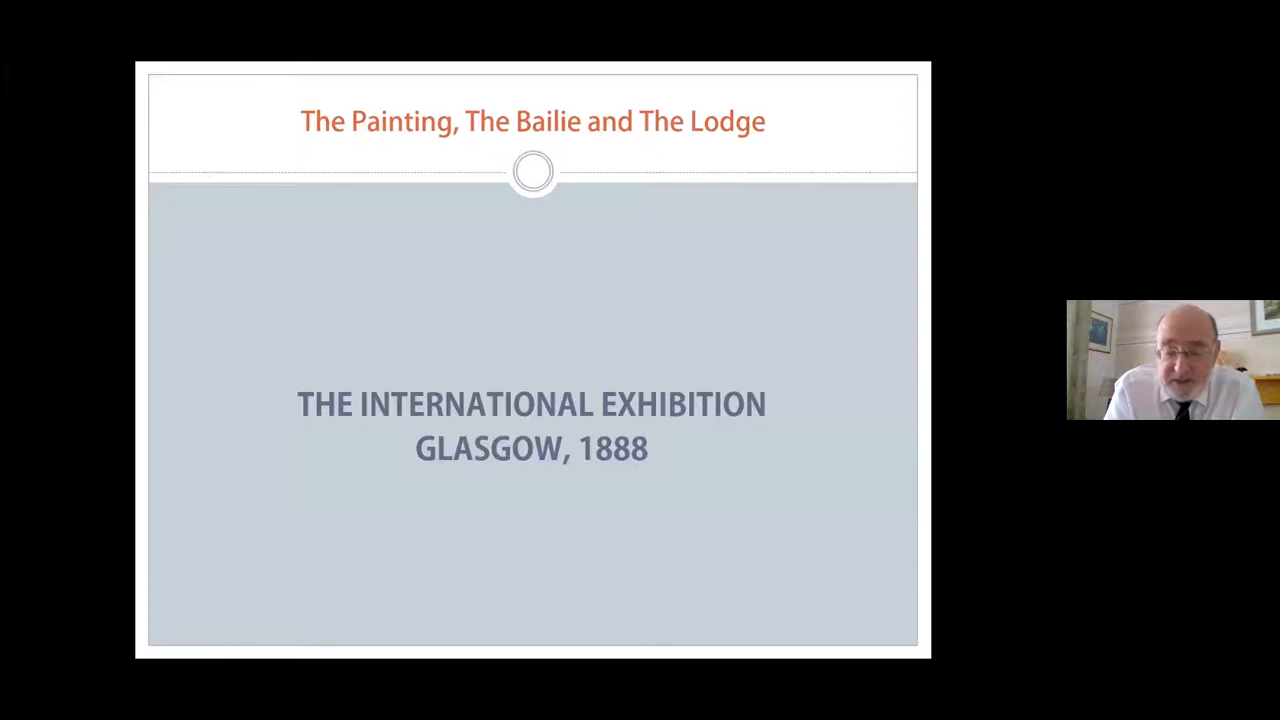 The Painting, The Bailie and The Lodge
THE INTERNATIONAL EXHIBITION
GLASGOW, 1888